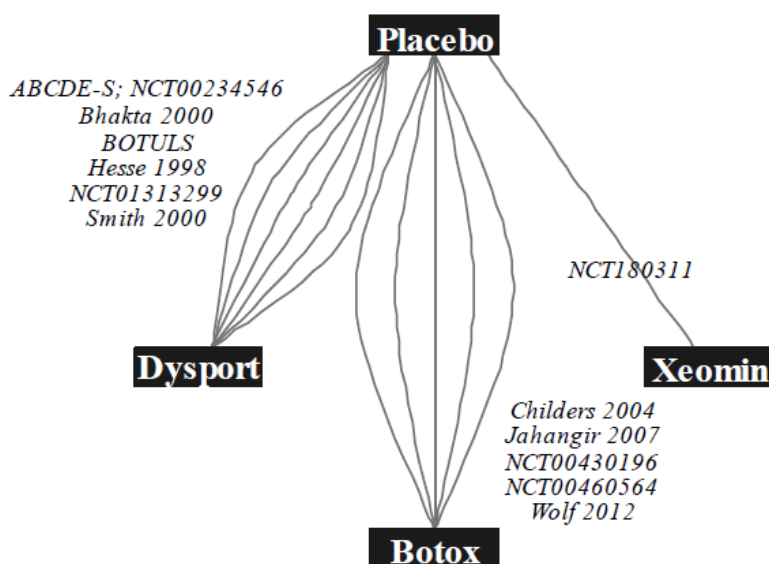 Placebo
ABCDE-S; NCT00234546
Bhakta 2000
BOTULS
Hesse 1998
NCT01313299
Smith 2000
NCT180311
Dysport
Xeomin
Childers 2004
Jahangir 2007
NCT00430196
NCT00460564
Wolf 2012
Botox